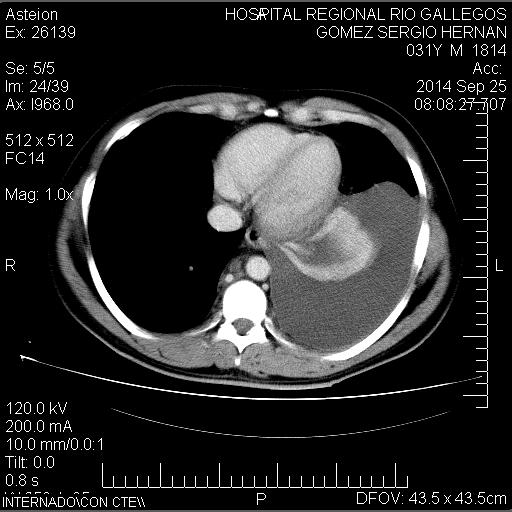 Asteion
Ex: 26139
Se: 5/5
Im: 24/39
Ax: I968.0
512 x 512
FC14
Mag: 1.0x
HOSPITAL REGIONAL RIO GALLEGOS
A
GOMEZ SERGIO HERNAN
031Y M 1814
Acc:
2014 Sep 25
08:08:27.707
R
L
120.0 kV
200.0 mA
10.0 mm/0.0:1
Tilt: 0.0
0.8 s
INTERNADO\CON CTE\\
P
DFOV: 43.5 x 43.5cm